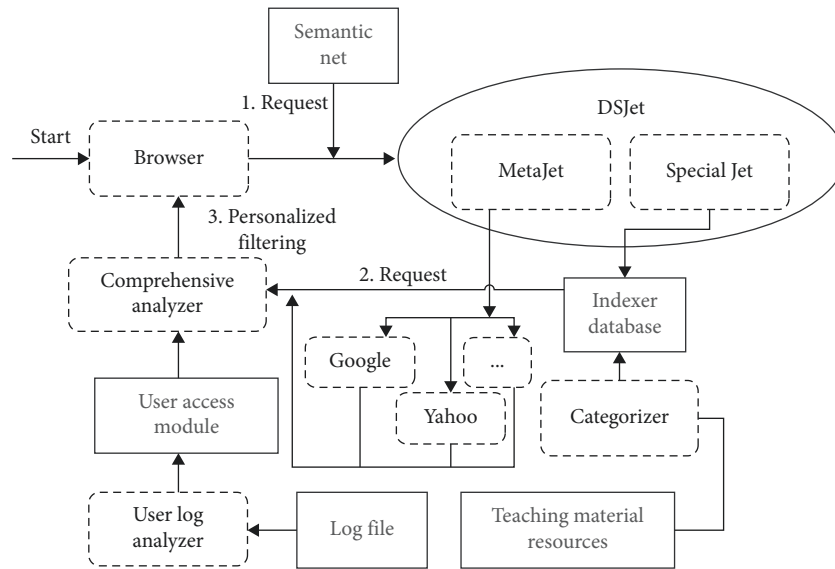 Semantic
net
1. Request
DSJet
Start
Browser
MetaJet
Special Jet
3. Personalized
filtering
Comprehensive
analyzer
2. Request
Indexer
database
Google
...
Yahoo
User access
module
Categorizer
User log
analyzer
Log file
Teaching material
resources